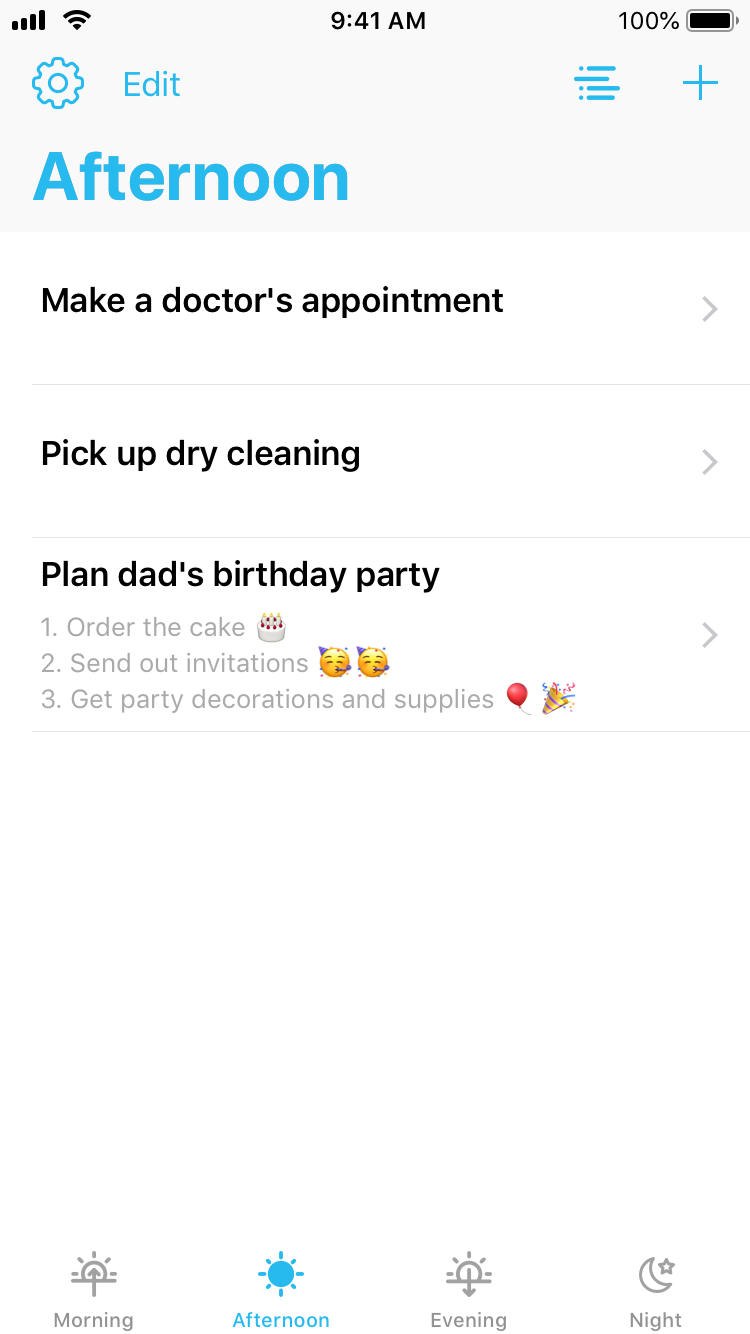 9:41 AM 100%
Edit
Afternoon
Make a doctor's appointment
Pick up dry cleaning
Plan dad's birthday party
1. Order the cake 🎂
2. Send out invitations 🥳🥳
3. Get party decorations and supplies 🎈 🎉
Morning Afternoon Evening Night